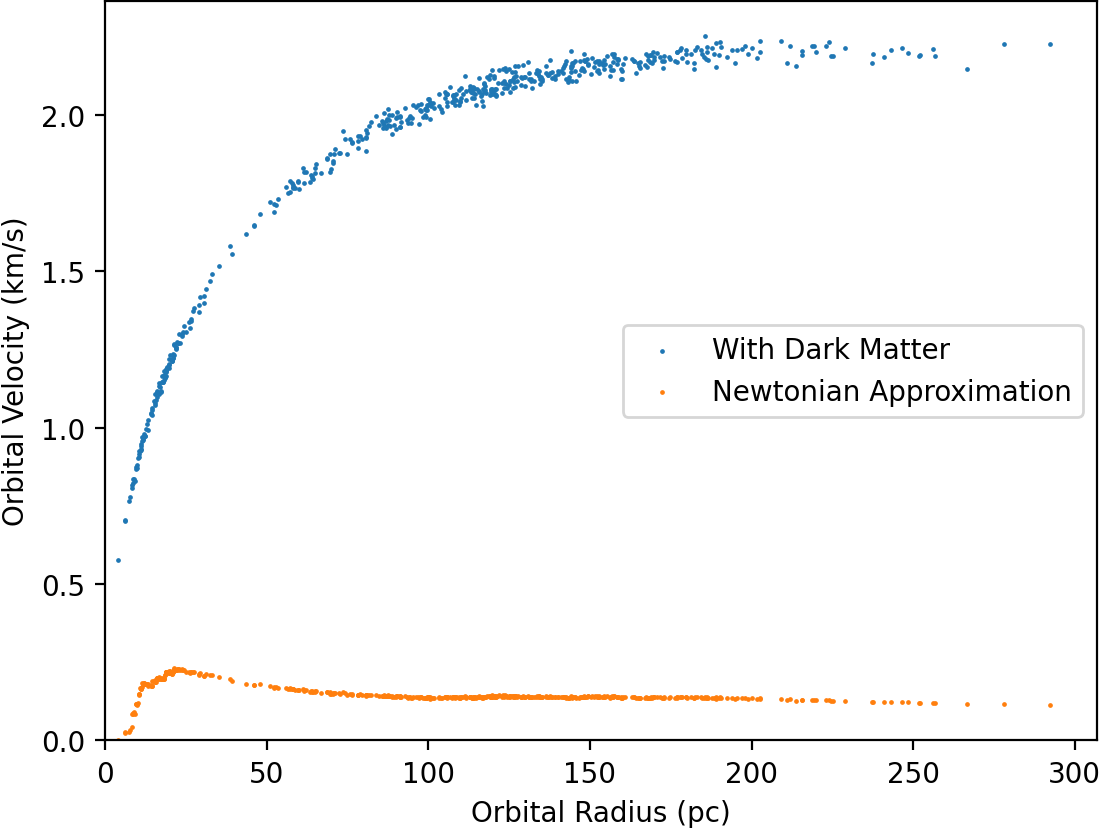 Orbital Velocity (km/s)
2.0
1.5
1.0
0.5
0.0
With Dark Matter
Newtonian Approximation
0 50 100 150 200 250 300
Orbital Radius (pc)